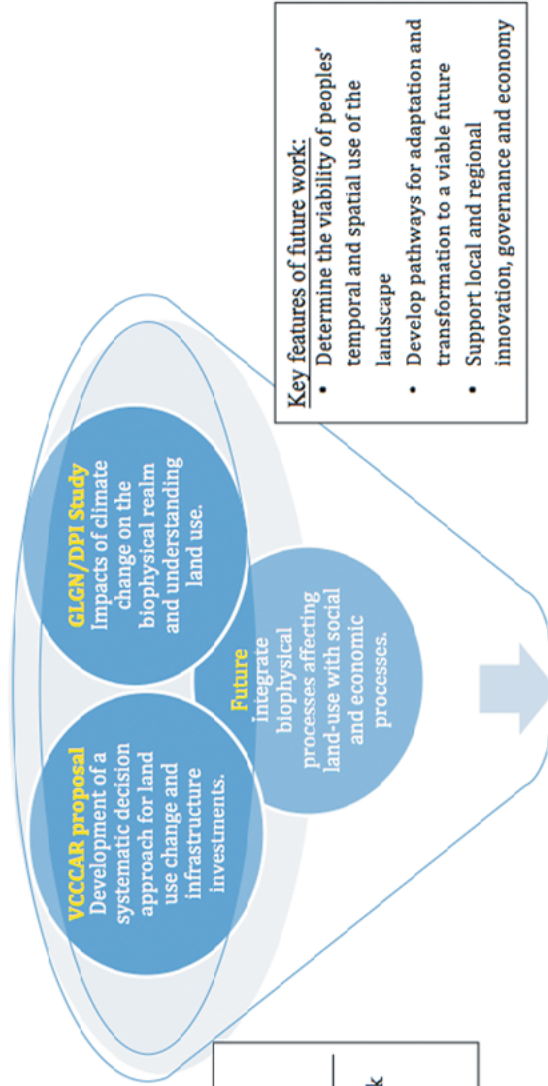 VCCCAR proposal
Development of a
systematic decision
approach for land
use change and
infrastructure
investments.
GLGN/DPI Study
Impacts of climate
change on the
biophysical realm
and understanding
land use.
Future
integrate
biophysical
processes affecting
land-use with social
and economic
processes.
Key features of future work:
• Determine the viability of peoples'
temporal and spatial use of the
landscape
• Develop pathways for adaptation and
transformation to a viable future
• Support local and regional
innovation, governance and economy